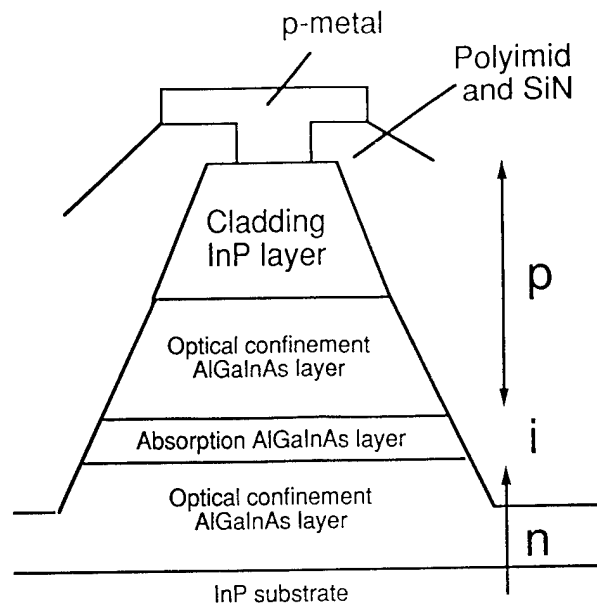 p-metal
Polyimid
and SiN
Cladding
InP layer
p
Optical confinement
AlGaInAs layer
Absorption AlGaInAs layer
i
Optical confinement
AlGaInAs layer
n
InP substrate